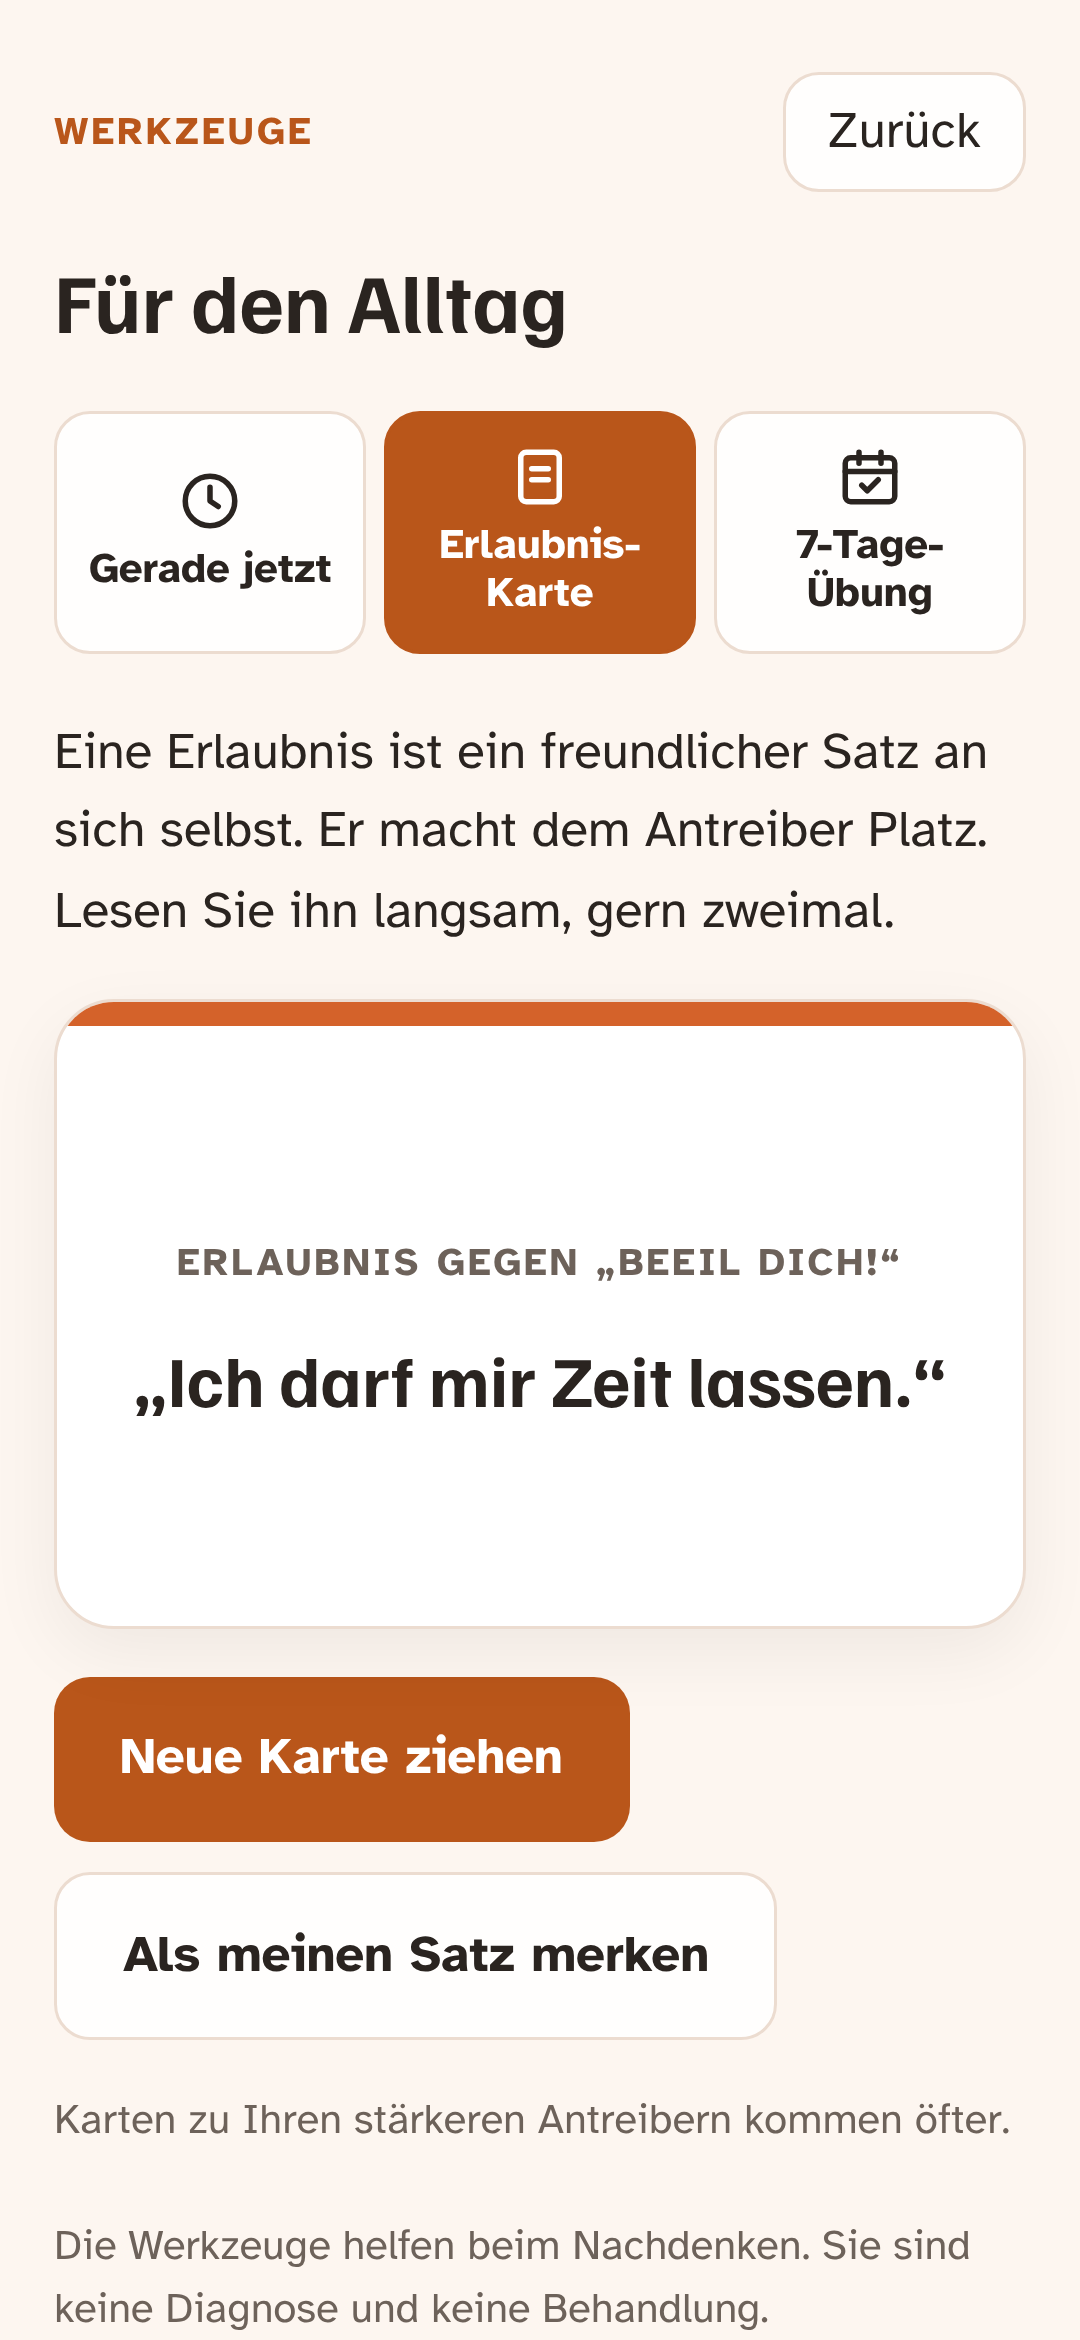 WERKZEUGE
Zurück
Für den Alltag
Gerade jetzt
Erlaubnis-
Karte
7-Tage-
Übung
Eine Erlaubnis ist ein freundlicher Satz an
sich selbst. Er macht dem Antreiber Platz.
Lesen Sie ihn langsam, gern zweimal.
ERLAUBNIS GEGEN „BEEIL DICH!“
„Ich darf mir Zeit lassen.“
Neue Karte ziehen
Als meinen Satz merken
Karten zu Ihren stärkeren Antreibern kommen öfter.
Die Werkzeuge helfen beim Nachdenken. Sie sind
keine Diagnose und keine Behandlung.